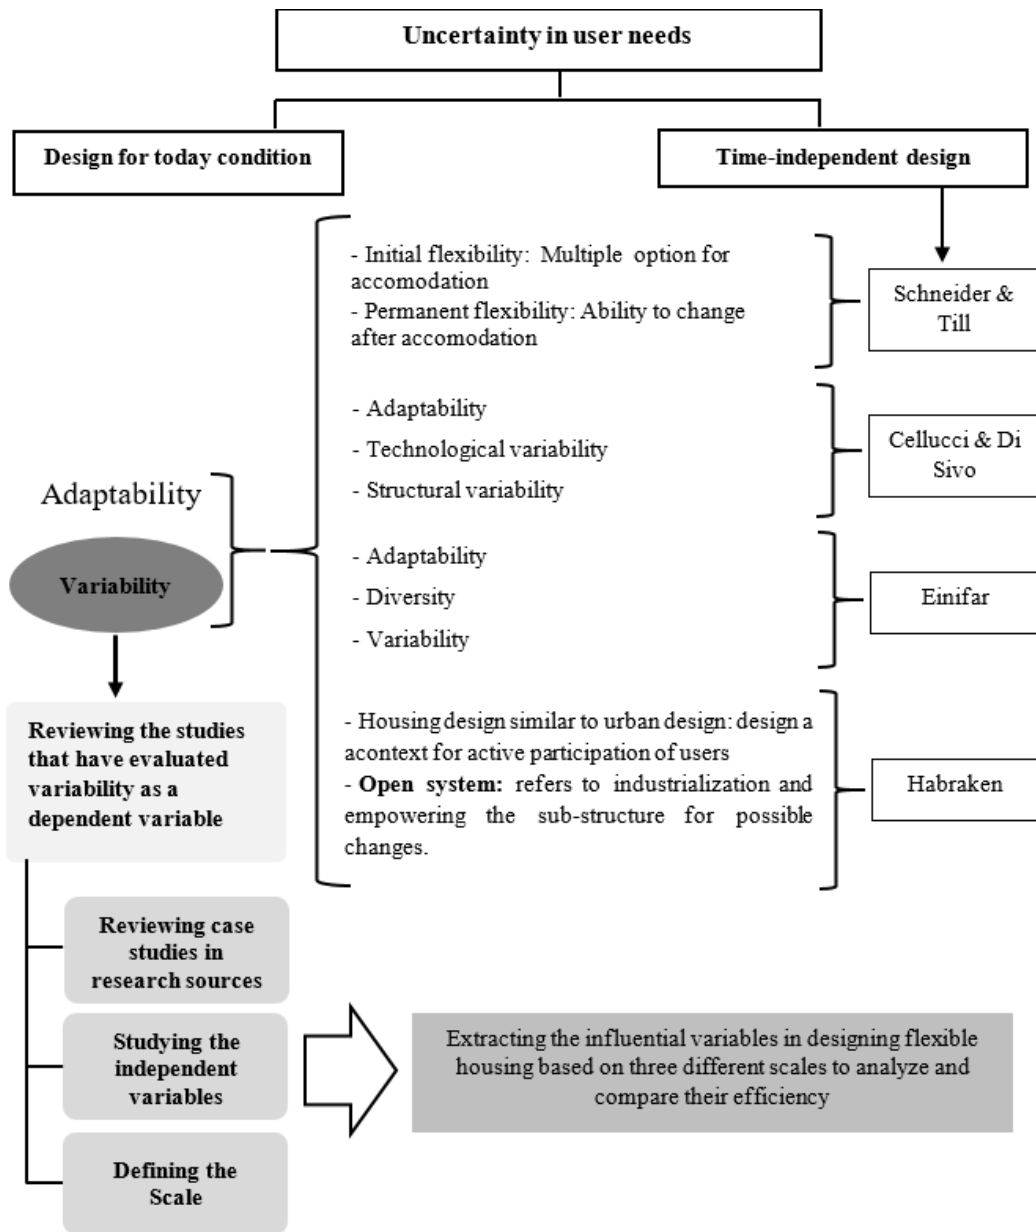 Uncertainty in user needs
Design for today condition
Time-independent design
- Initial flexibility: Multiple option for
accomodation
- Permanent flexibility: Ability to change
after accomodation
Schneider &
Till
- Adaptability
- Technological variability
- Structural variability
Cellucci & Di
Sivo
Adaptability
Variability
- Adaptability
- Diversity
- Variability
Einifar
- Housing design similar to urban design: design a
acontext for active participation of users
- Open system: refers to industrialization and
empowering the sub-structure for possible
changes.
Habraken
Reviewing the studies
that have evaluated
variability as a
dependent variable
Reviewing case
studies in
research sources
Studying the
independent
variables
Defining the
Scale
Extracting the influential variables in designing flexible
housing based on three different scales to analyze and
compare their efficiency